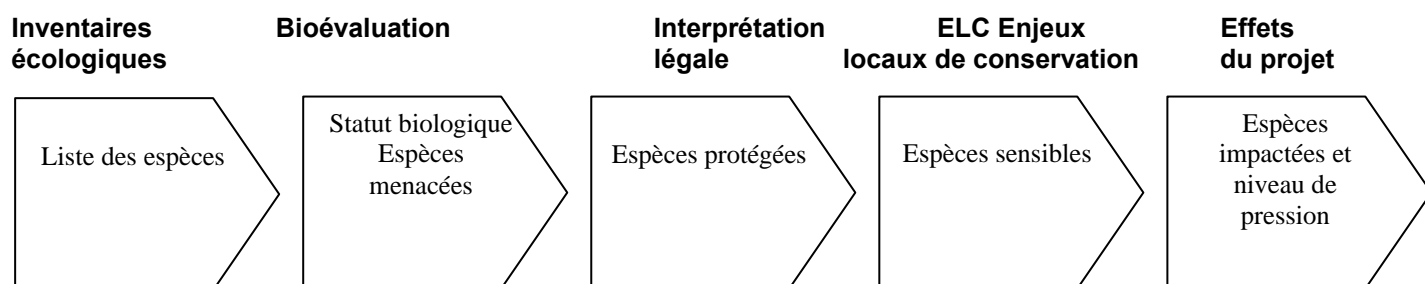 Inventaires
écologiques
Bioévaluation
Interprétation
légale
ELC Enjeux
locaux de conservation
Effets
du projet
Liste des espèces
Statut biologique
Espèces
menacées
Espèces protégées
Espèces sensibles
Espèces
impactées et
niveau de
pression